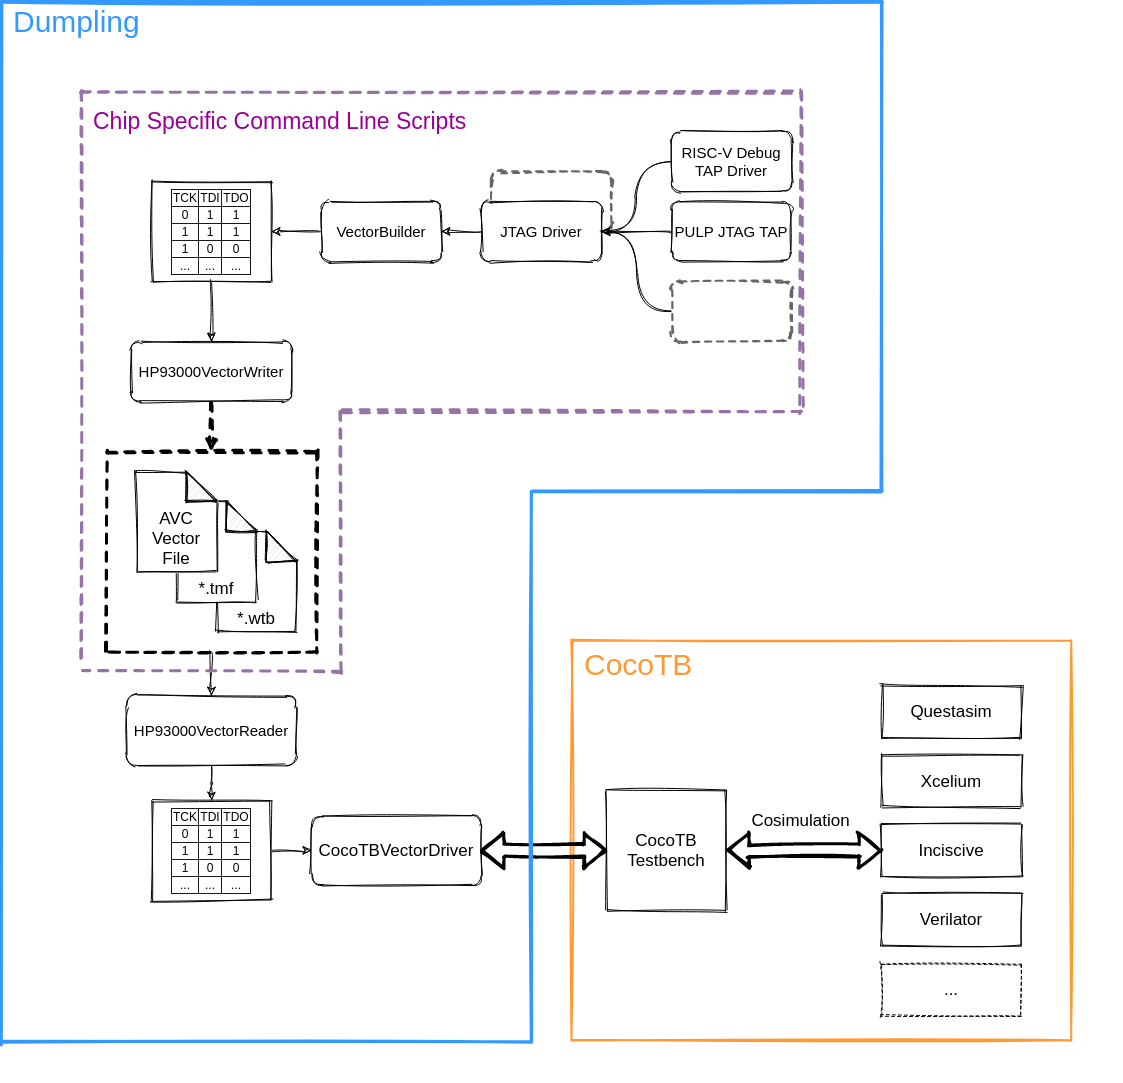 Dumpling
Chip Specific Command Line Scripts
RISC-V Debug
TAP Driver
TCK TDI TDO
0 1 1
1 1 1
1 0 0
... ... ...
VectorBuilder
JTAG Driver
PULP JTAG TAP
HP93000VectorWriter
AVC
Vector
File
*.tmf
*.wtb
HP93000VectorReader
TCK TDI TDO
0 1 1
1 1 1
1 0 0
... ... ...
CocoTBVectorDriver
CocoTB
CocoTB
Testbench
Cosimulation
Questasim
Xcelium
Inciscive
Verilator
...